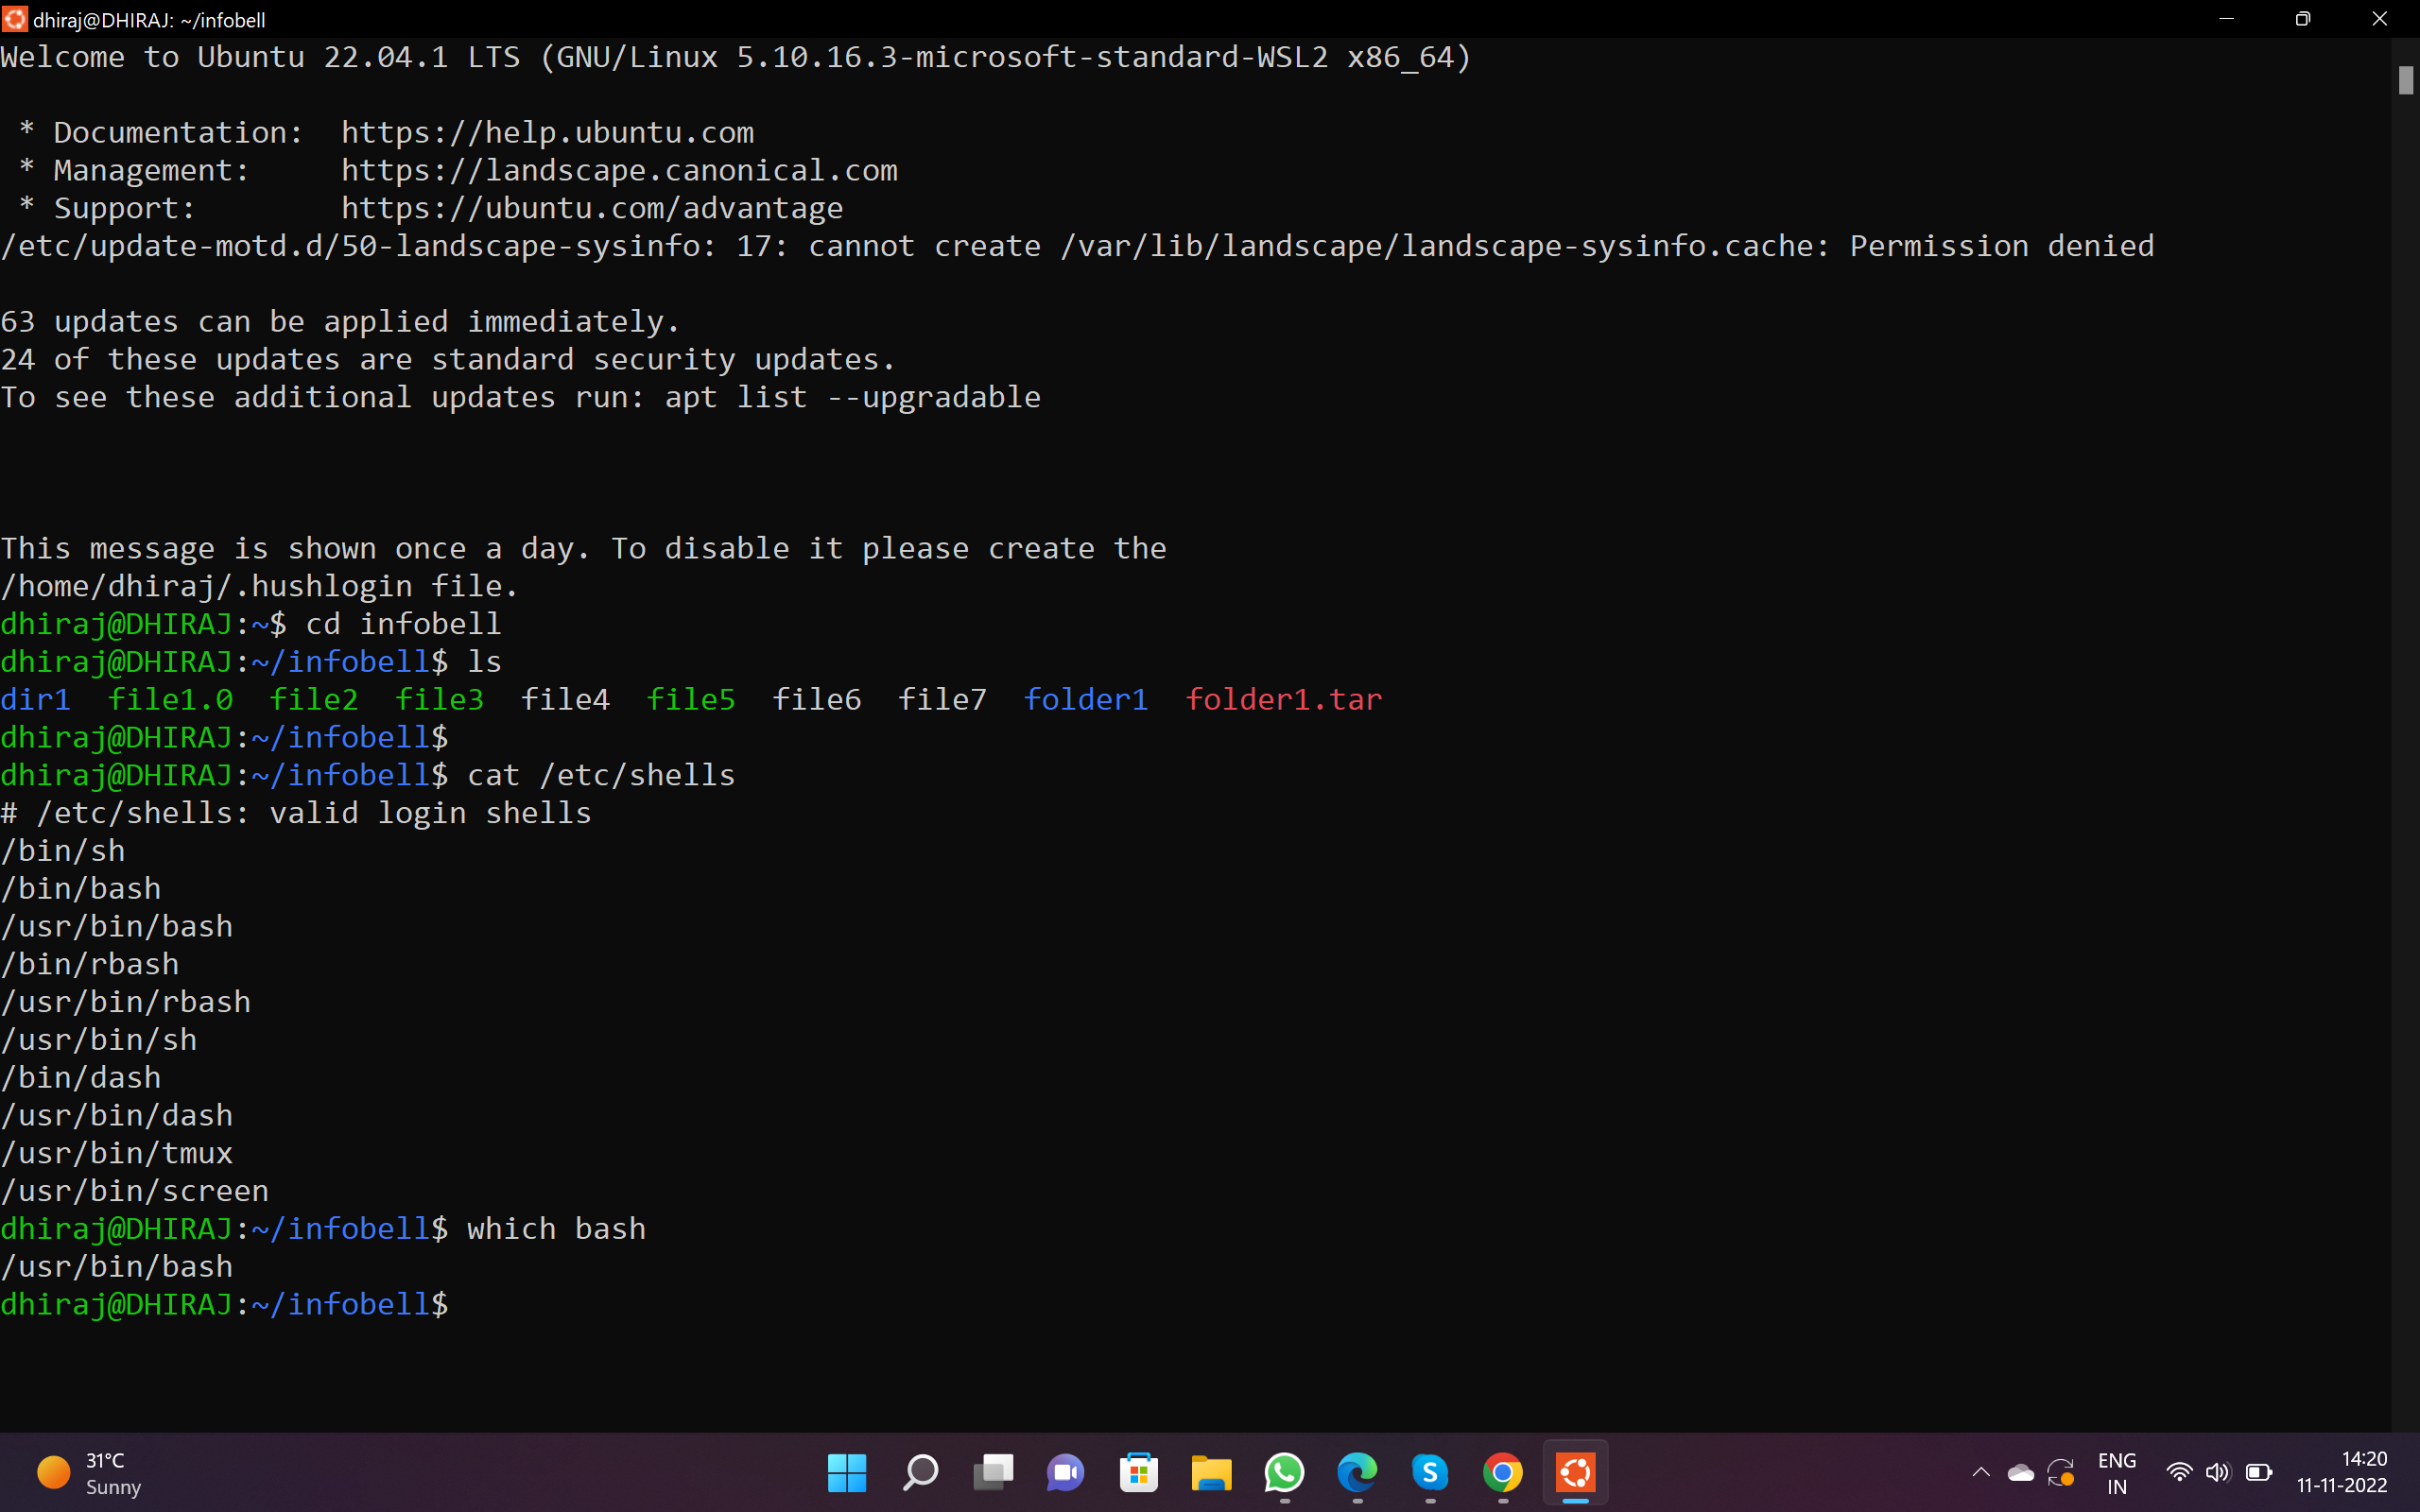 dhiraj@DHIRAJ: ~/infobell
Welcome to Ubuntu 22.04.1 LTS (GNU/Linux 5.10.16.3-microsoft-standard-WSL2 x86_64)
 * Documentation:  https://help.ubuntu.com
 * Management:     https://landscape.canonical.com
 * Support:        https://ubuntu.com/advantage
/etc/update-motd.d/50-landscape-sysinfo: 17: cannot create /var/lib/landscape/landscape-sysinfo.cache: Permission denied
63 updates can be applied immediately.
24 of these updates are standard security updates.
To see these additional updates run: apt list --upgradable
This message is shown once a day. To disable it please create the
/home/dhiraj/.hushlogin file.
dhiraj@DHIRAJ:~$ cd infobell
dhiraj@DHIRAJ:~/infobell$ ls
dir1  file1.0  file2  file3  file4  file5  file6  file7  folder1  folder1.tar
dhiraj@DHIRAJ:~/infobell$
dhiraj@DHIRAJ:~/infobell$ cat /etc/shells
# /etc/shells: valid login shells
/bin/sh
/bin/bash
/usr/bin/bash
/bin/rbash
/usr/bin/rbash
/usr/bin/sh
/bin/dash
/usr/bin/dash
/usr/bin/tmux
/usr/bin/screen
dhiraj@DHIRAJ:~/infobell$ which bash
/usr/bin/bash
dhiraj@DHIRAJ:~/infobell$
31°C
Sunny
S
ENG
IN
14:20
11-11-2022